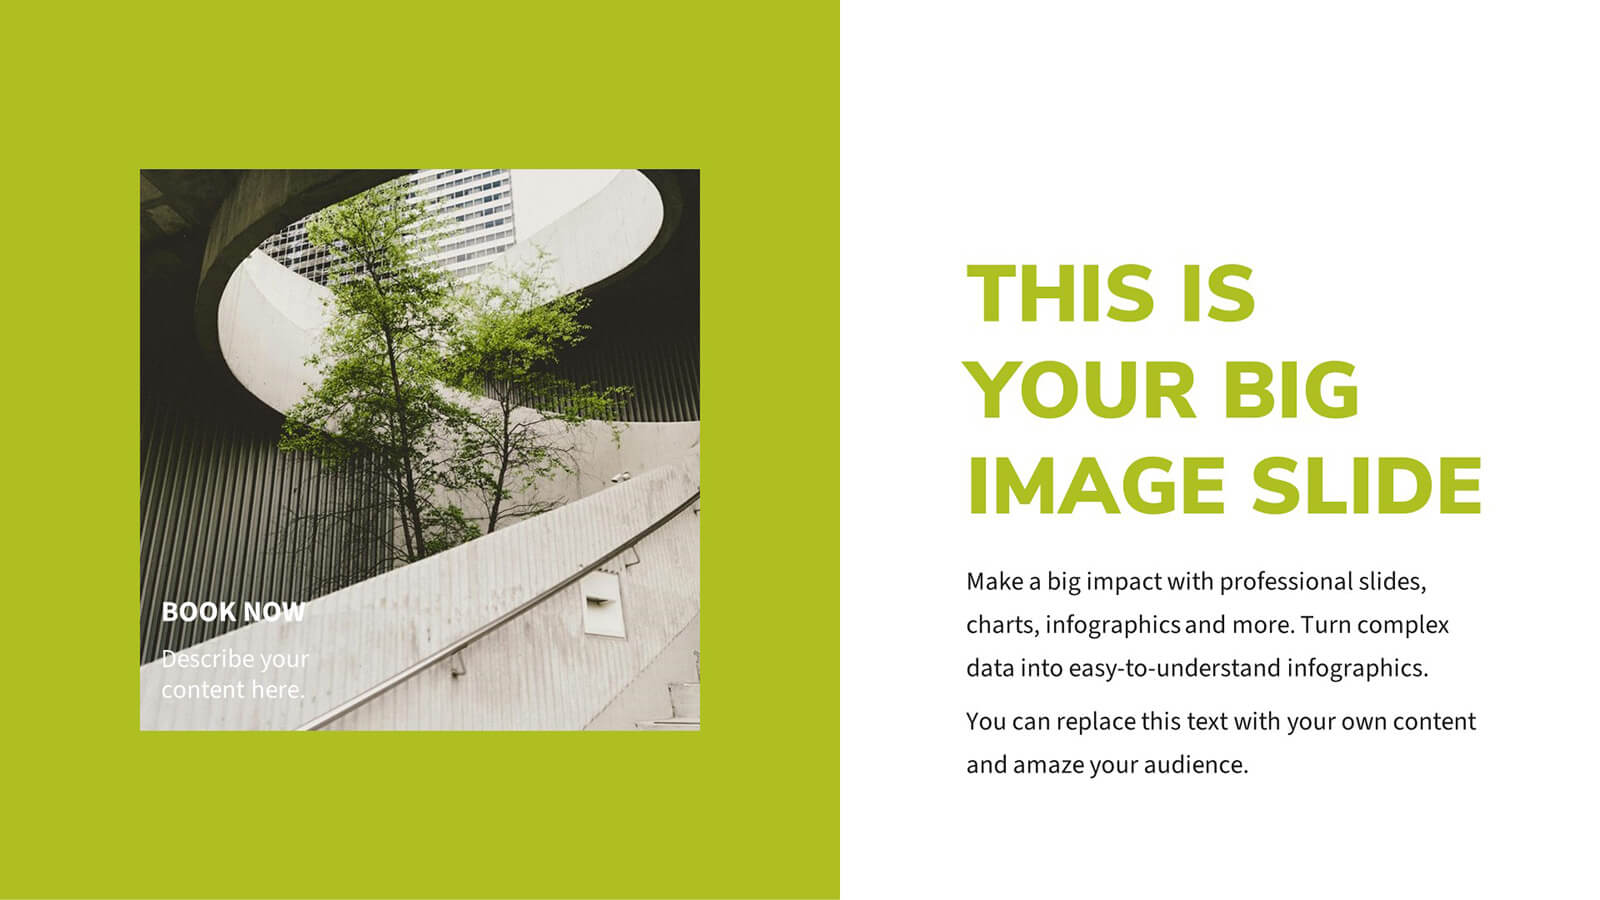 BOOK NOW
Describe your
content here.
THIS IS
YOUR BIG
IMAGE SLIDE
Make a big impact with professional slides,
charts, infographics and more. Turn complex
data into easy-to-understand infographics.
You can replace this text with your own content
and amaze your audience.